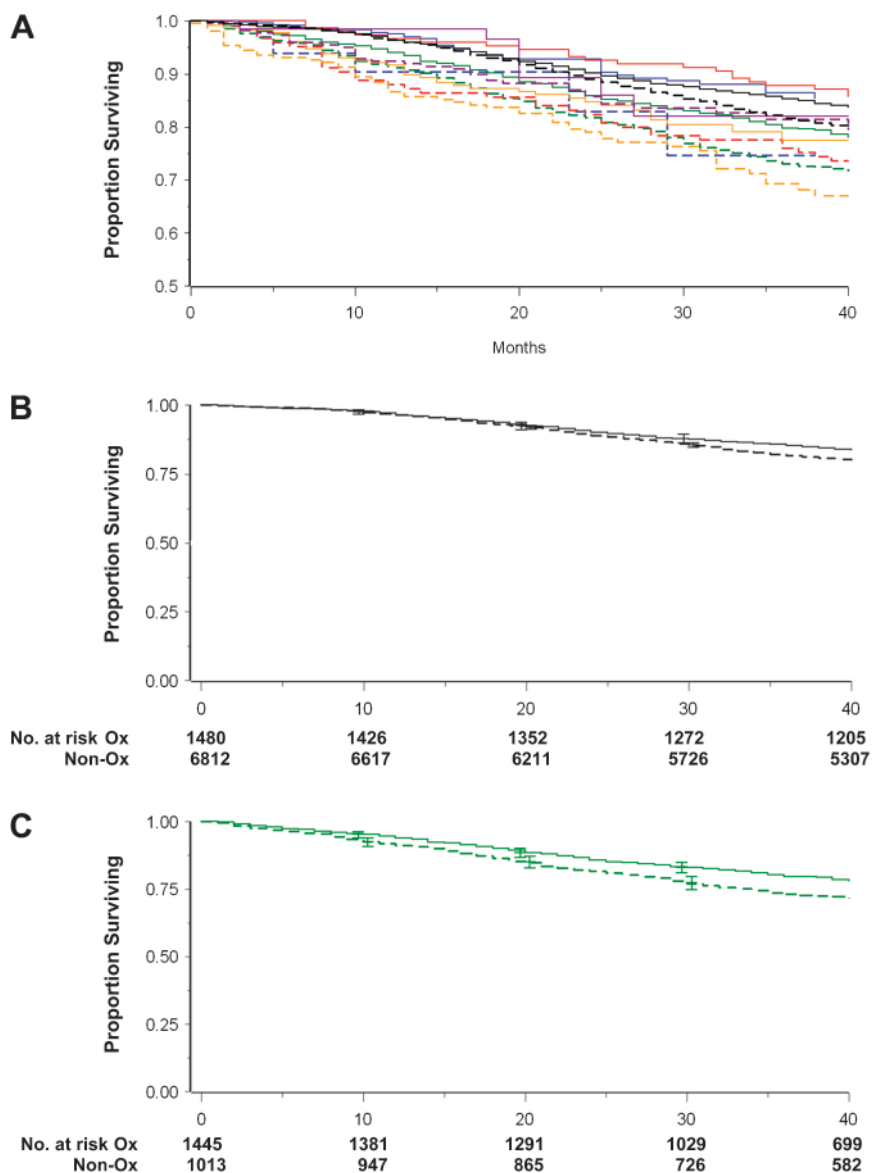 A
1.0
0.9
0.8
0.7
0.6
0.5
Proportion Surviving
0 10 20 30 40
Months
B
1.00
0.75
0.50
0.25
0.00
Proportion Surviving
0 10 20 30 40
No. at risk Ox 1480 1426 1352 1272 1205
Non-Ox 6812 6617 6211 5726 5307
C
1.00
0.75
0.50
0.25
0.00
Proportion Surviving
0 10 20 30 40
No. at risk Ox 1445 1381 1291 1029 699
Non-Ox 1013 947 865 726 582